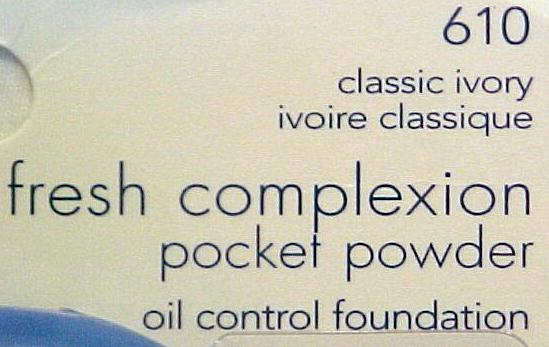 610
classic ivory
ivoire classique
fresh complexion
pocket powder
oil control foundation